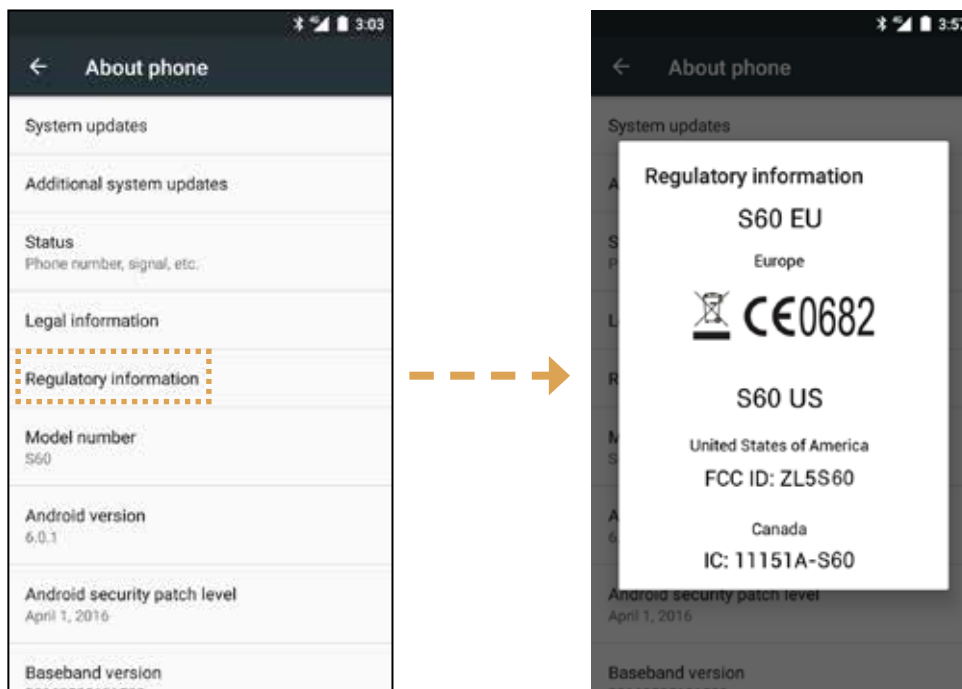 3:03
About phone
System updates
Additional system updates
Status
Phone number, signal, etc.
Legal information
Regulatory information
Model number
S60
Android version
6.0.1
Android security patch level
April 1, 2016
Baseband version
3:57
About phone
System updates
Regulatory information
S60 EU
Europe
CE0682
S60 US
United States of America
FCC ID: ZL5S60
Canada
IC: 11151A-S60
Android security patch level
April 1, 2016
Baseband version